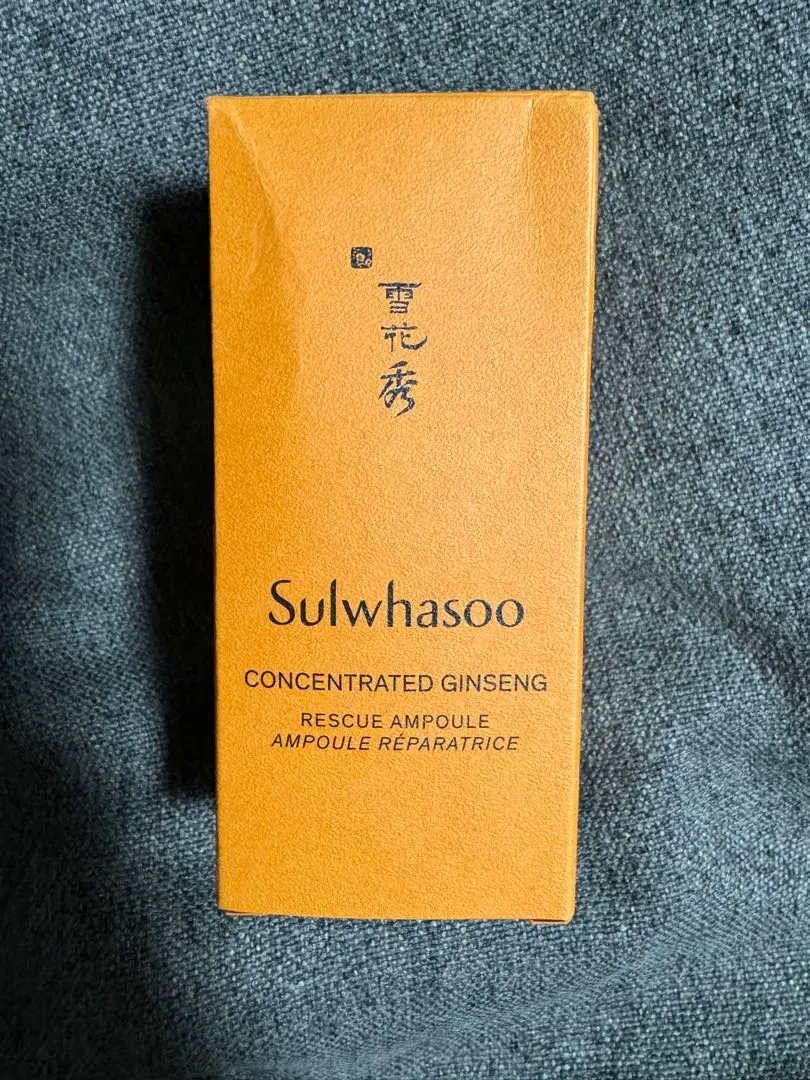 雪花秀
Sulwhasoo
CONCENTRATED GINSENG
RESCUE AMPOULE
AMPOULE RÉPARATRICE